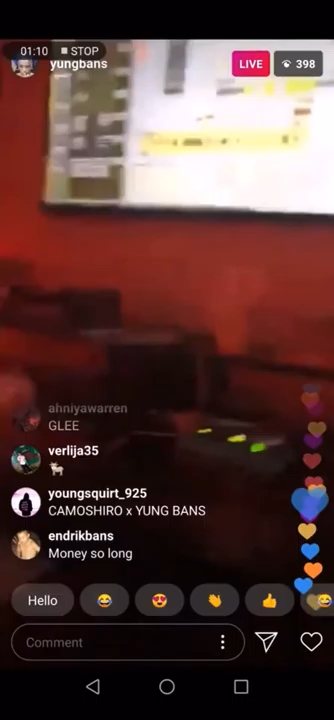 01:10 STOP
yungbans
LIVE
398
ahniyawarren
GLEE
verlija35
youngsquirt_925
CAMOSHIRO x YUNG BANS
endrikbans
Money so long
Hello
Comment